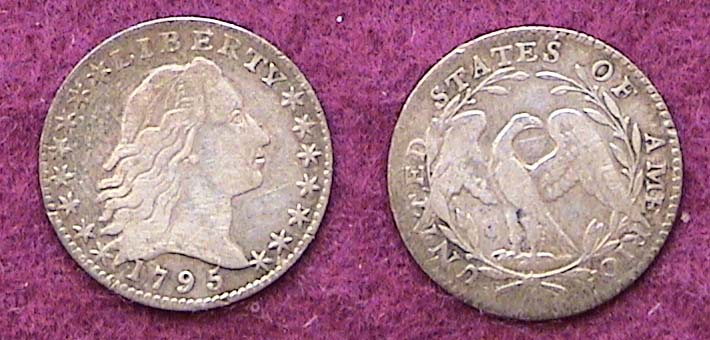 LIBERTY
1795
UNITED STATES OF AMERICA